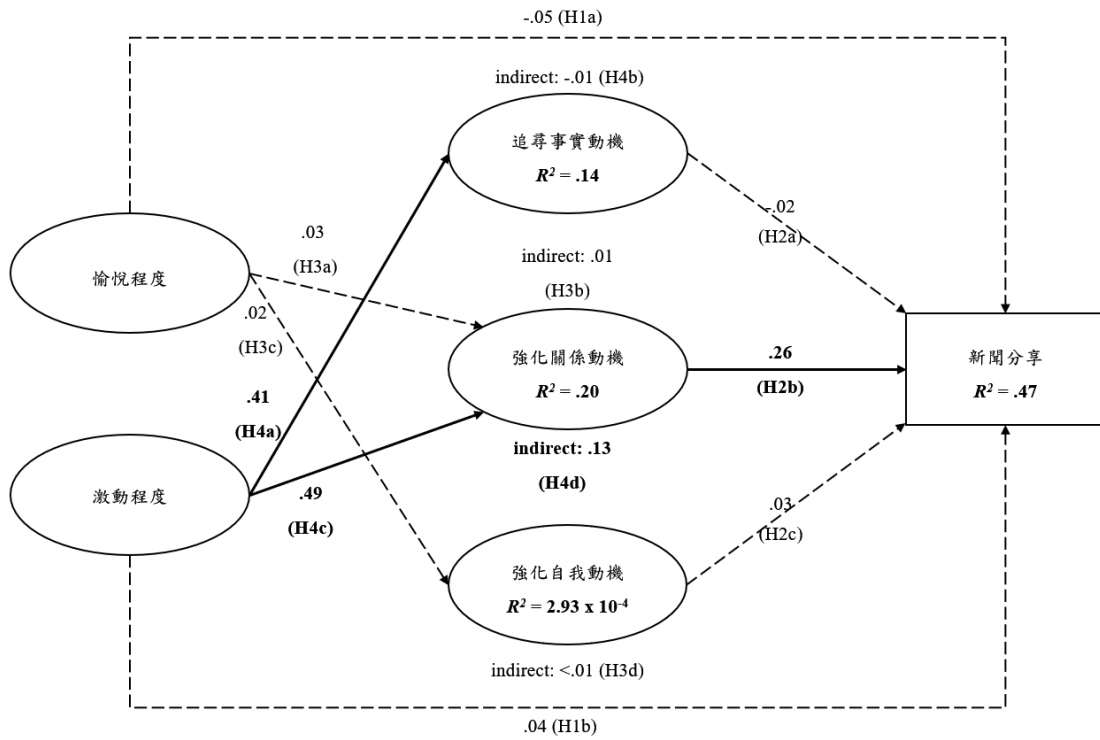 -.05 (H1a)
indirect: -.01 (H4b)
追尋事實動機
R² = .14
-.02
(H2a)
愉悅程度
.03
(H3a)
.02
(H3c)
indirect: .01
(H3b)
強化關係動機
R² = .20
.26
(H2b)
新聞分享
R² = .47
.41
(H4a)
indirect: .13
(H4d)
激動程度
.49
(H4c)
.03
(H2c)
強化自我動機
R² = 2.93 x 10⁻⁴
indirect: <.01 (H3d)
.04 (H1b)